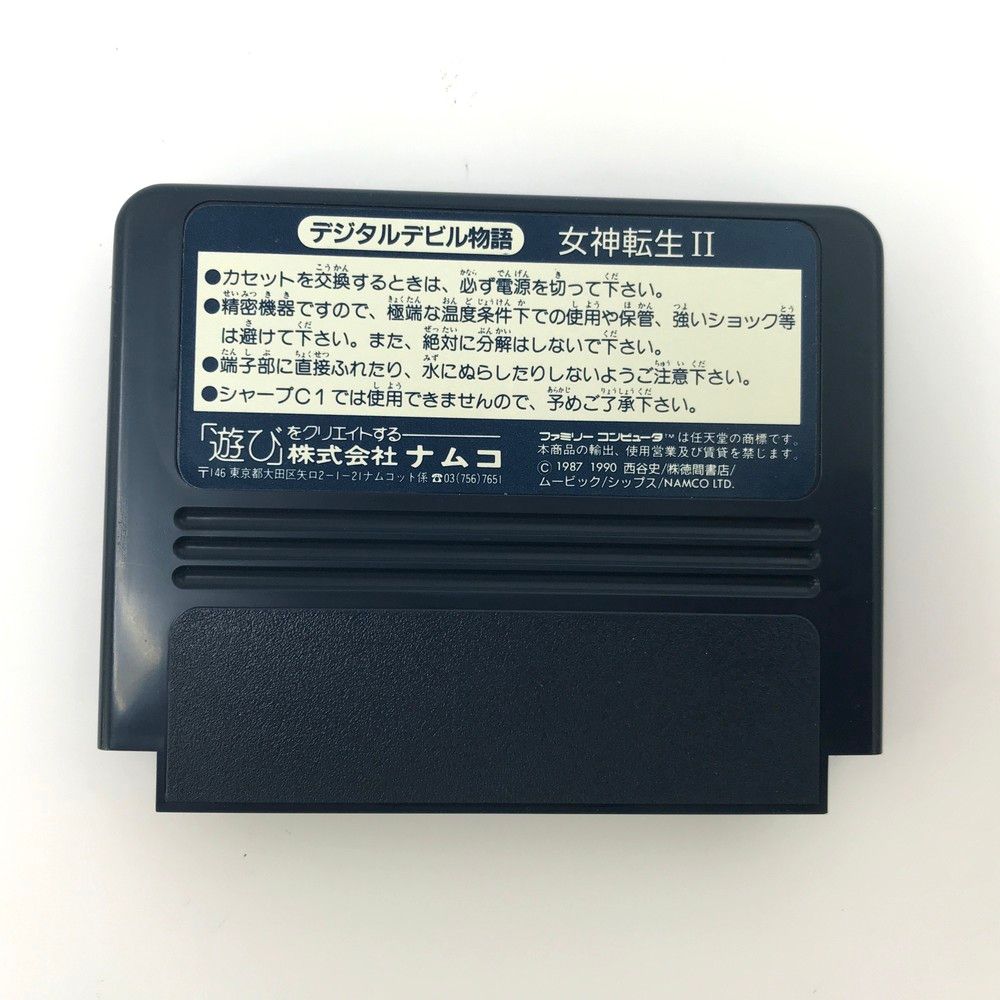 デジタルデビル物語 女神転生II
●カセットを交換するときは、必ず電源を切って下さい。
●精密機器ですので、極端な温度条件下での使用や保管、強いショック等
は避けて下さい。また、絶対に分解はしないで下さい。
●端子部に直接ふれたり、水にぬらしたりしないようご注意下さい。
●シャープC1では使用できませんので、予めご了承下さい。
「遊び」をクリエイトする
株式会社ナムコ
〒146 東京都大田区矢口2-1-21ナムコット係 ☎03(756)7651
ファミリーコンピュータ™は任天堂の商標です。
本商品の輸出、使用営業及び賃貸を禁じます。
© 1987 1990 西谷史/㈱徳間書店/
ムービック/シップス/NAMCO LTD.